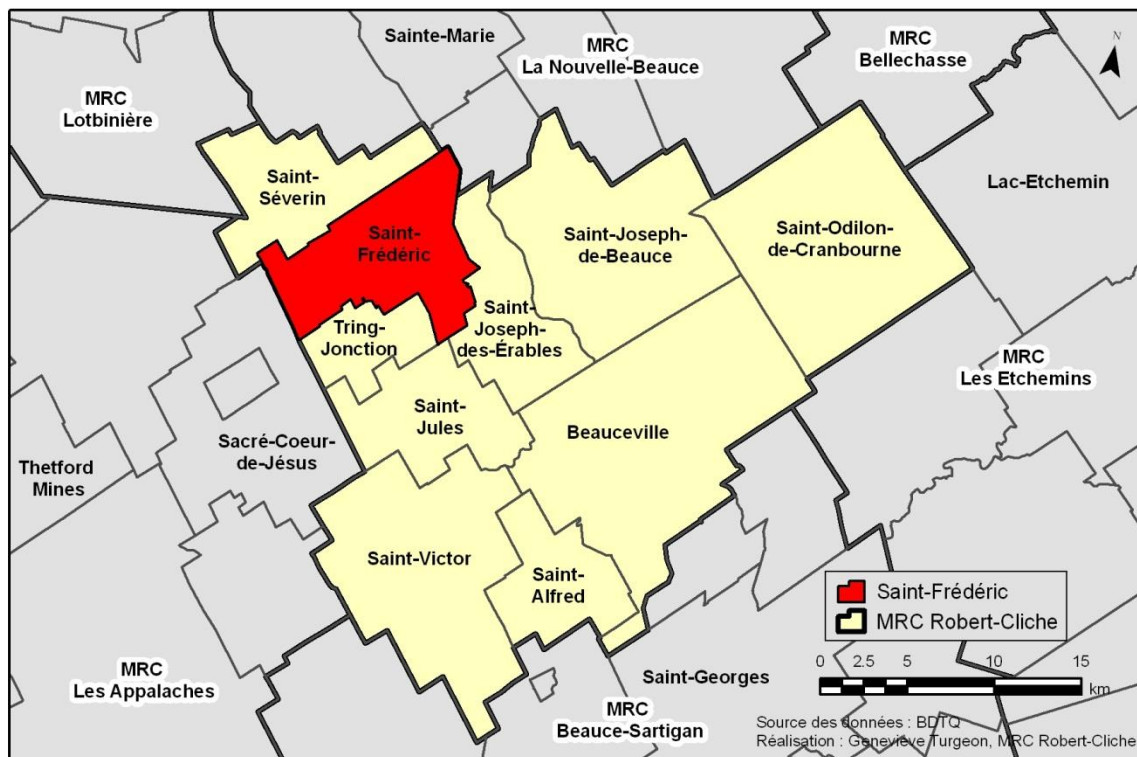 Sainte-Marie
MRC
La Nouvelle-Beauce
MRC
Bellechasse
N
MRC
Lotbinière
Saint-
Séverin
Lac-Etchemin
Saint-
Frédéric
Saint-Joseph-
de-Beauce
Saint-Odilon-
de-Cranbourne
Tring-
Jonction
Saint-
Joseph-
des-Érables
MRC
Les Etchemins
Saint-
Jules
Beauceville
Sacré-Coeur-
de-Jésus
Thetford
Mines
Saint-Victor
Saint-
Alfred
Saint-Frédéric
MRC Robert-Cliche
MRC
Les Appalaches
Saint-Georges
0 2.5 5 10 15
km
MRC
Beauce-Sartigan
Source des données : BDTQ
Réalisation : Geneviève Turgeon, MRC Robert-Cliche